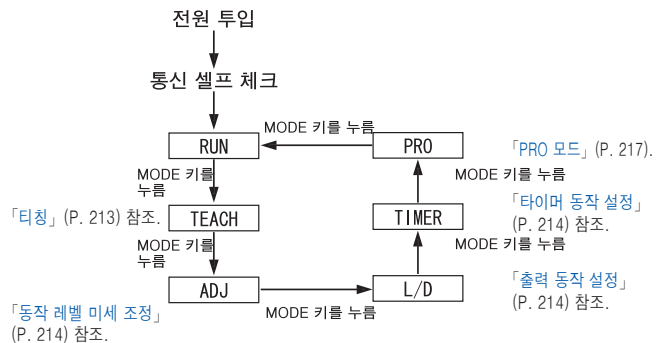 전원 투입
통신 셀프 체크
MODE 키를 누름
RUN
PRO
「PRO 모드」(P. 217).
MODE 키를
누름
MODE 키를 누름
「티칭」(P. 213) 참조.
TEACH
TIMER
「타이머 동작 설정」
(P. 214) 참조.
MODE 키를
누름
MODE 키를 누름
ADJ
L/D
「출력 동작 설정」
(P. 214) 참조.
MODE 키를 누름
「동작 레벨 미세 조정」
(P. 214) 참조.